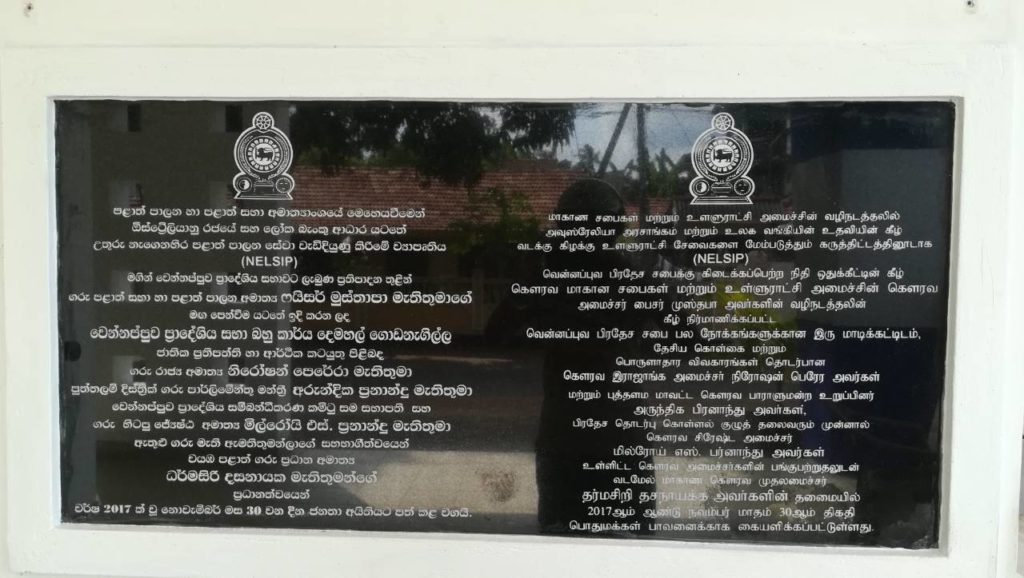 පළාත් පාලන හා පළාත් සභා අමාත්‍යාංශයේ මෙහෙයවීමෙන්
ඕස්ට්‍රේලියානු රජයේ සහ ලෝක බැංකු ආධාර යටතේ
උතුරු නැගෙනහිර පළාත් පාලන සේවා වැඩිදියුණු කිරීමේ ව්‍යාපෘතිය
(NELSIP)
මගින් වෙන්නප්පුව ප්‍රාදේශීය සභාවට ලැබුණ ප්‍රතිපාදන තුළින්
ගරු පළාත් සභා හා පළාත් පාලන අමාත්‍ය ෆයිසර් මුස්තාපා මැතිතුමාගේ
මග පෙන්වීම යටතේ ඉදි කරන ලද
වෙන්නප්පුව ප්‍රාදේශීය සභා බහු කාර්ය දෙමහල් ගොඩනැගිල්ල
ජාතික ප්‍රතිපත්ති හා ආර්ථික කටයුතු පිළිබඳ
ගරු රාජ්‍ය අමාත්‍ය නිරෝෂන් පෙරේරා මැතිතුමා
පුත්තලම් දිස්ත්‍රික් ගරු පාර්ලිමේන්තු මන්ත්‍රී අරුන්දික ප්‍රනාන්දු මැතිතුමා
වෙන්නප්පුව ප්‍රාදේශීය සම්බන්ධීකරණ කමිටු සම සභාපති සහ
ගරු හිටපු ජ්‍යෙෂ්ඨ අමාත්‍ය මිල්රෝයි එස්. ප්‍රනාන්දු මැතිතුමා
ඇතුළු ගරු මැති ඇමතිතුමන්ලාගේ සහභාගීත්වයෙන්
වයඹ පළාත් ගරු ප්‍රධාන අමාත්‍ය
ධර්මසිරි දසනායක මැතිතුමන්ගේ
ප්‍රධානත්වයෙන්
වර්ෂ 2017 ක් වූ නොවැම්බර් මස 30 වන දින ජනතා අයිතියට පත් කළ වගයි.
மாகாண சபைகள் மற்றும் உள்ளூராட்சி அமைச்சின் வழிநடத்தலில்
அவுஸ்ரேலியா அரசாங்கம் மற்றும் உலக வங்கியின் உதவியின் கீழ்
வடக்கு கிழக்கு உள்ளூராட்சி சேவைகளை மேம்படுத்தும் கருத்திட்டத்தினூடாக
(NELSIP)
வென்னப்புவ பிரதேச சபைக்கு கிடைக்கப்பெற்ற நிதி ஒதுக்கீட்டின் கீழ்
கௌரவ மாகான சபைகள் மற்றும் உள்ளூராட்சி அமைச்சின் கௌரவ
அமைச்சர் பைசர் முஸ்தபா அவர்களின் வழிநடத்தலின்
கீழ் நிர்மாணிக்கப்பட்ட
வென்னப்புவ பிரதேச சபை பல நோக்கங்களுக்கான இரு மாடிக்கட்டிடம்,
தேசிய கொள்கை மற்றும்
பொருளாதார விவகாரங்கள் தொடர்பான
கௌரவ இராஜாங்க அமைச்சர் நிரோஷன் பெரேர அவர்கள்
மற்றும் புத்தளம மாவட்ட கௌரவ பாராளுமன்ற உறுப்பினர்
அருந்திக பிரனாந்து அவர்கள்,
பிரதேச தொடர்பு கொள்ளல் குழுத் தலைவரும் முன்னால்
கௌரவ சிரேஷ்ட அமைச்சர்
மில்ரோய் எஸ். பர்னாந்து அவர்கள்
உள்ளிட்ட கௌரவ அமைச்சர்களின் பங்குபற்றுதலுடன்
வடமேல் மாகாண கௌரவ முதலமைச்சர்
தர்மசிறி தசநாயக்க அவர்களின் தலைமையில்
2017ஆம் ஆண்டு நவம்பர் மாதம் 30ஆம் திகதி
பொதுமக்கள் பாவனைக்காக கையளிக்கப்பட்டுள்ளது.